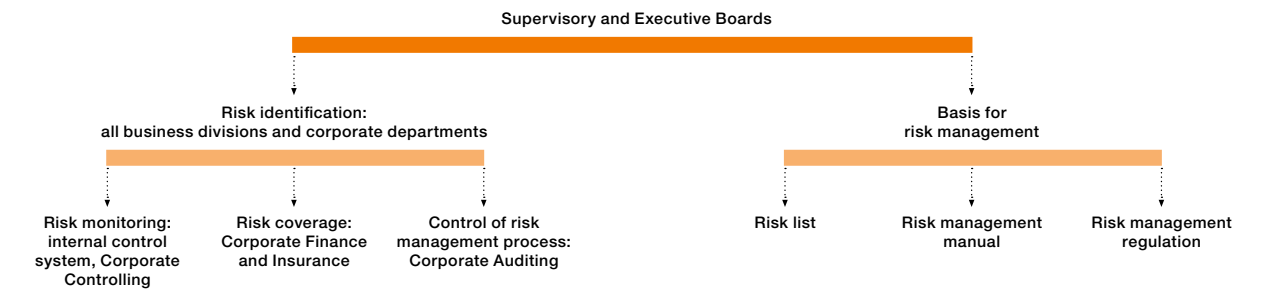 Supervisory and Executive Boards
Risk identification:
all business divisions and corporate departments
Basis for
risk management
Risk monitoring:
internal control
system, Corporate
Controlling
Risk coverage:
Corporate Finance
and Insurance
Control of risk
management process:
Corporate Auditing
Risk list
Risk management
manual
Risk management
regulation